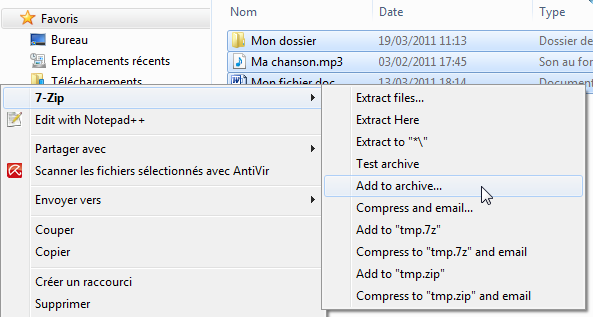 Favoris
Nom
Date
Type
Bureau
Mon dossier
19/03/2011 11:13
Dossier de
Emplacements récents
Ma chanson.mp3
03/02/2011 17:45
Son au for
Téléchargements
Mon fichier.doc
13/03/2011 18:14
Document
7-Zip
Edit with Notepad++
Partager avec
Scanner les fichiers sélectionnés avec AntiVir
Envoyer vers
Couper
Copier
Créer un raccourci
Supprimer
Extract files...
Extract Here
Extract to "*\"
Test archive
Add to archive...
Compress and email...
Add to "tmp.7z"
Compress to "tmp.7z" and email
Add to "tmp.zip"
Compress to "tmp.zip" and email